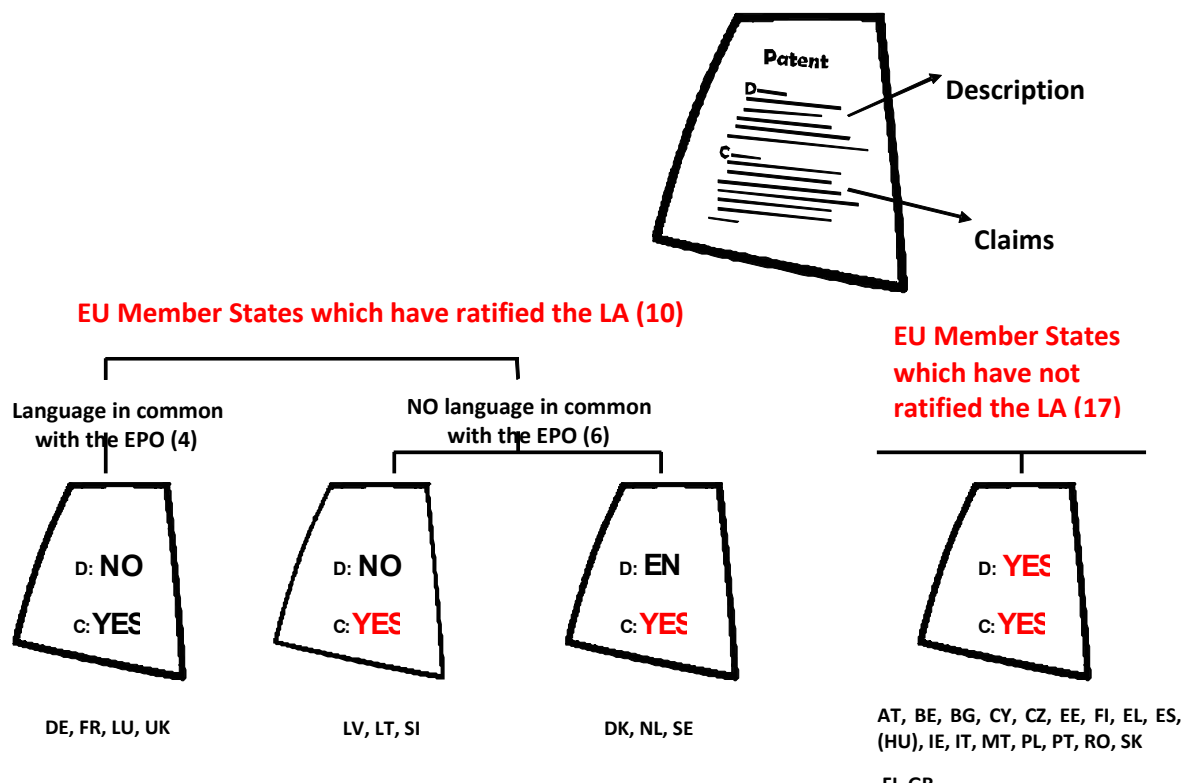 Patent
D
Description
C
Claims
EU Member States which have ratified the LA (10)
EU Member States
which have not
ratified the LA (17)
Language in common
with the EPO (4)
NO language in common
with the EPO (6)
D: NO
C: YES
D: NO
C: YES
D: EN
C: YES
D: YES
C: YES
DE, FR, LU, UK
LV, LT, SI
DK, NL, SE
AT, BE, BG, CY, CZ, EE, FI, EL, ES,
(HU), IE, IT, MT, PL, PT, RO, SK